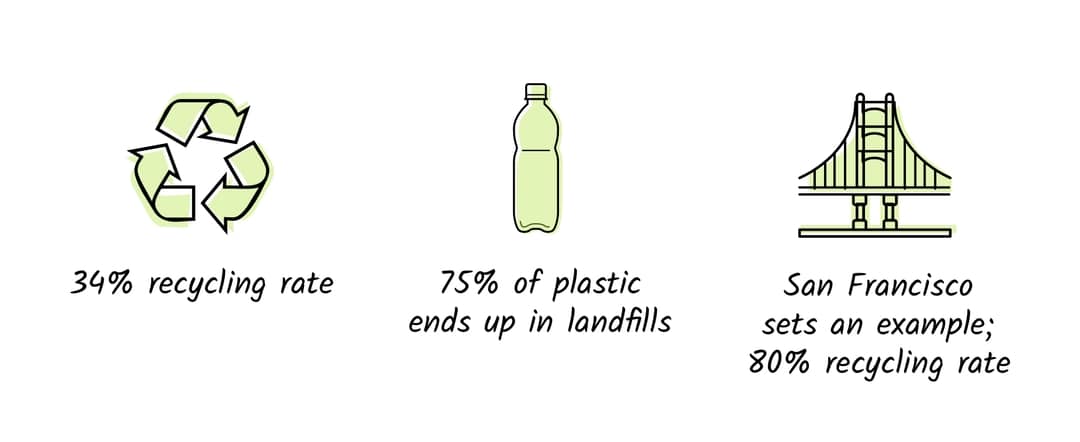 34% recycling rate
75% of plastic
ends up in landfills
San Francisco
sets an example;
80% recycling rate